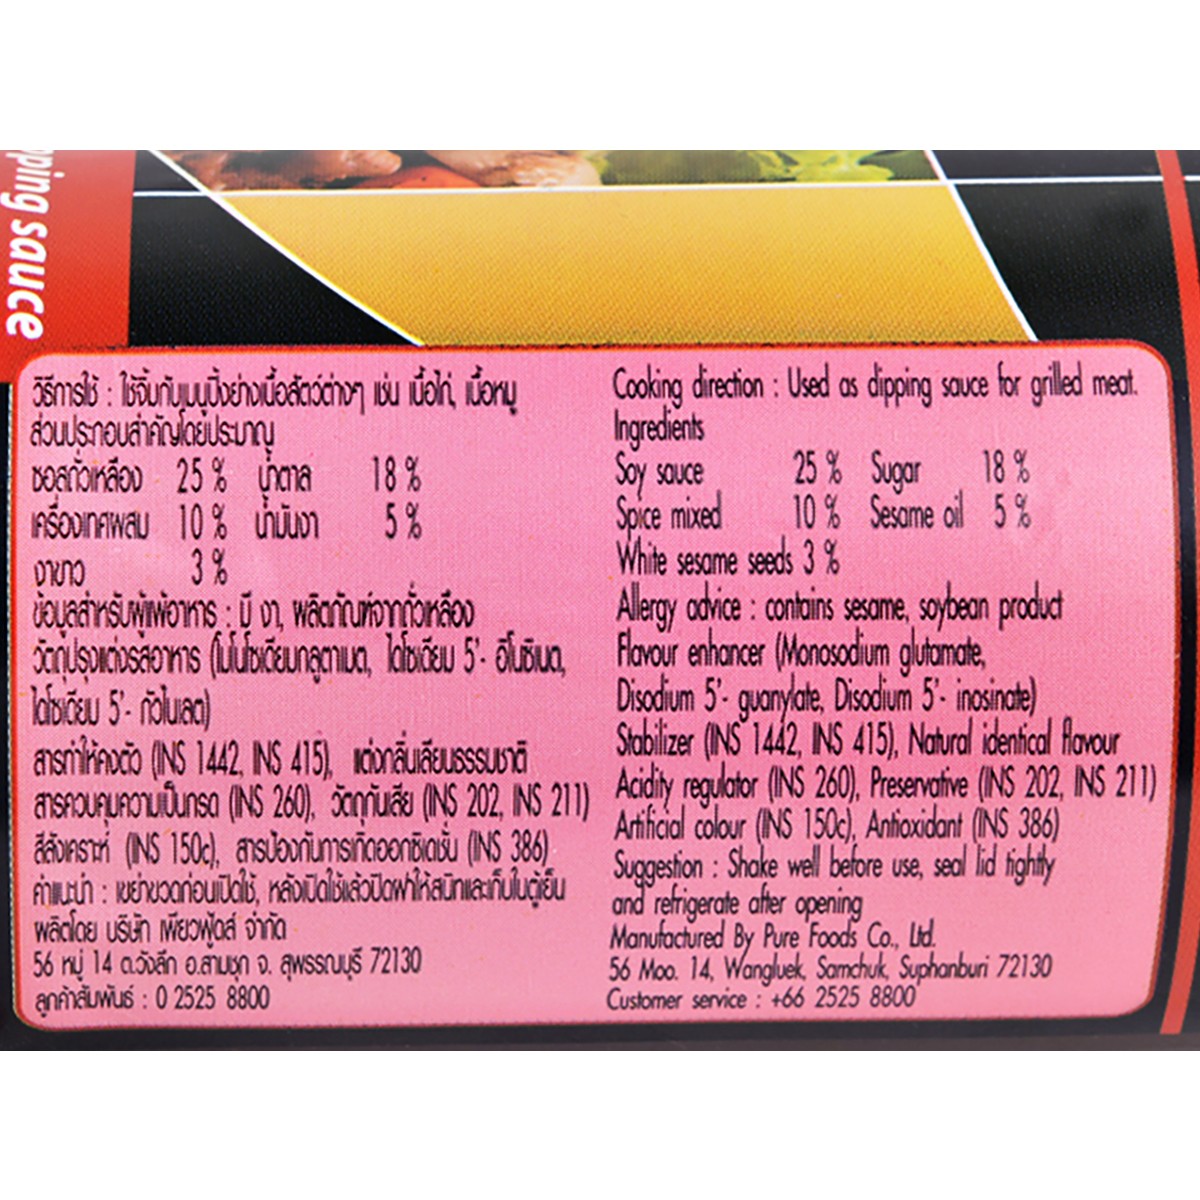 pping sauce
วิธีการใช้ : ใช้จิ้มกับเมนูปิ้งย่างเนื้อสัตว์ต่างๆ เช่น เนื้อไก่, เนื้อหมู
ส่วนประกอบสำคัญโดยประมาณ
ซอสถั่วเหลือง 25 % น้ำตาล 18 %
เครื่องเทศผสม 10 % น้ำมันงา 5 %
งาขาว 3 %
ข้อมูลสำหรับผู้แพ้อาหาร : มี งา, ผลิตภัณฑ์จากถั่วเหลือง
วัตถุปรุงแต่งรสอาหาร (โมโนโซเดียมกลูตาเมต, ไดโซเดียม 5'- อิโนซิเนต,
ไดโซเดียม 5'- กัวไนเลต)
สารทำให้คงตัว (INS 1442, INS 415), แต่งกลิ่นเลียนธรรมชาติ
สารควบคุมความเป็นกรด (INS 260), วัตถุกันเสีย (INS 202, INS 211)
สีสังเคราะห์ (INS 150c), สารป้องกันการเกิดออกซิเดชั่น (INS 386)
คำแนะนำ : เขย่าขวดก่อนเปิดใช้, หลังเปิดใช้แล้วปิดฝาให้สนิทและเก็บในตู้เย็น
ผลิตโดย บริษัท เพียวฟู้ดส์ จำกัด
56 หมู่ 14 ต.วังลึก อ.สามชุก จ. สุพรรณบุรี 72130
ลูกค้าสัมพันธ์ : 0 2525 8800
Cooking direction : Used as dipping sauce for grilled meat.
Ingredients
Soy sauce 25 % Sugar 18 %
Spice mixed 10 % Sesame oil 5 %
White sesame seeds 3 %
Allergy advice : contains sesame, soybean product
Flavour enhancer (Monosodium glutamate,
Disodium 5'- guanylate, Disodium 5'- inosinate)
Stabilizer (INS 1442, INS 415), Natural identical flavour
Acidity regulator (INS 260), Preservative (INS 202, INS 211)
Artificial colour (INS 150c), Antioxidant (INS 386)
Suggestion : Shake well before use, seal lid tightly
and refrigerate after opening
Manufactured By Pure Foods Co., Ltd.
56 Moo. 14, Wangluek, Samchuk, Suphanburi 72130
Customer service : +66 2525 8800